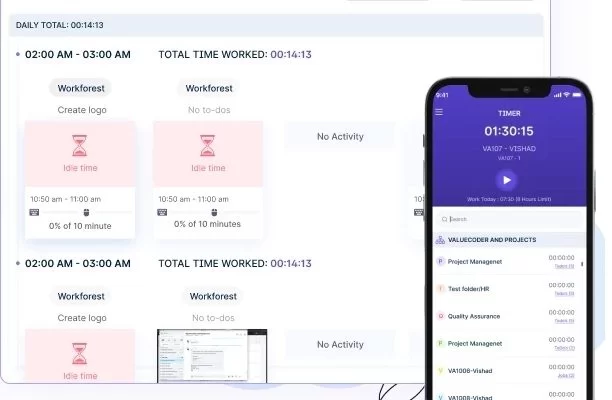 DAILY TOTAL: 00:14:13
02:00 AM - 03:00 AM TOTAL TIME WORKED: 00:14:13
Workforest Workforest
Create logo No to-dos
Idle time Idle time No Activity
10:50 am - 11:00 am 10:50 am - 11:00 am
0% of 10 minute 0% of 10 minutes
02:00 AM - 03:00 AM TOTAL TIME WORKED: 00:14:13
Workforest Workforest
Create logo No to-dos
Idle time No Activity
9:41
TIMER
01:30:15
VA107 - VISHAD
VA107 - 1
Work Today : 07:30 (8 Hours Limit)
Search
VALUECODER AND PROJECTS
P Project Managenet 00:00:00
T Test folder/HR 00:00:00
Q Quality Assurance 00:00:00
P Project Managenet 00:00:00
V VA1008-Vishad 00:00:00
V VA1008-Vishad 00:00:00